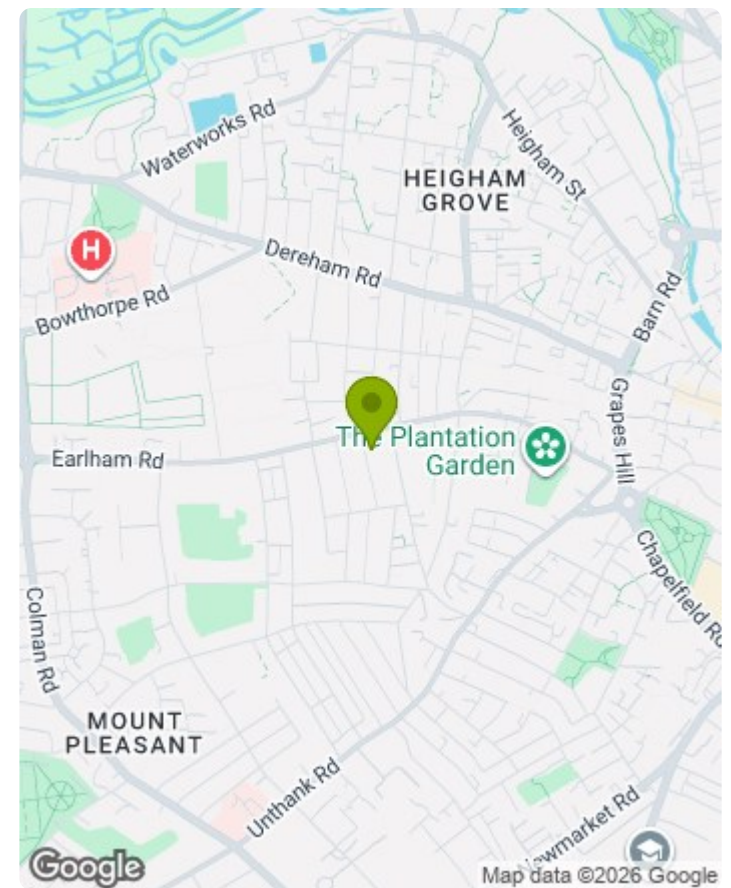 Waterworks Rd
Heigham St
HEIGHAM
GROVE
H
Dereham Rd
Bowthorpe Rd
Barn Rd
Grapes Hill
The Plantation
Garden
Earlham Rd
Chapelfield Rd
Colman Rd
MOUNT
PLEASANT
Unthank Rd
Newmarket Rd
Google
Map data ©2026 Google